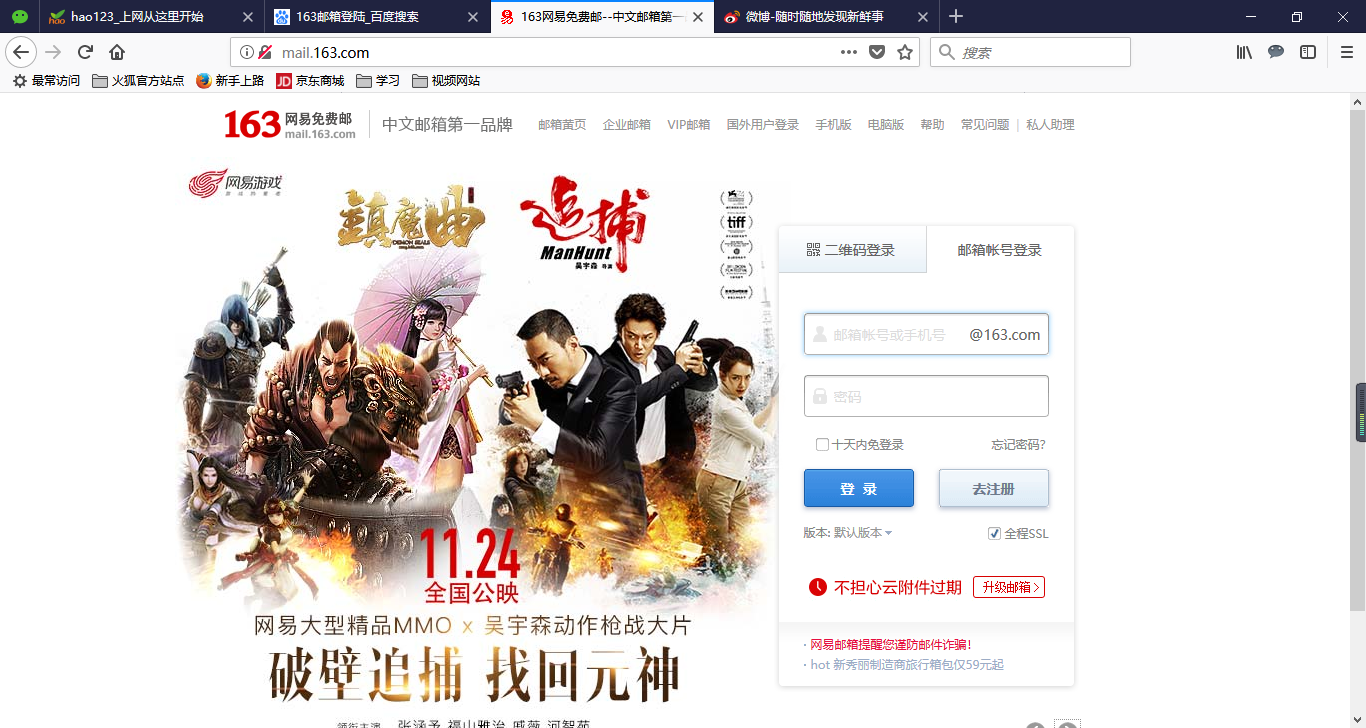 hao123_上网从这里开始
163邮箱登陆_百度搜索
163网易免费邮--中文邮箱第一
微博-随时随地发现新鲜事
mail.163.com
搜索
最常访问 火狐官方站点 新手上路 JD 京东商城 学习 视频网站
163 网易免费邮 mail.163.com
中文邮箱第一品牌
邮箱黄页 企业邮箱 VIP邮箱 国外用户登录 手机版 电脑版 帮助 常见问题 | 私人助理
网易游戏
鎮魔曲
DEMON SEALS
追捕
ManHunt
吴宇森 导演
tiff
二维码登录 邮箱帐号登录
邮箱帐号或手机号 @163.com
密码
十天内免登录 忘记密码?
登 录 去注册
版本: 默认版本 全程SSL
不担心云附件过期 升级邮箱>
· 网易邮箱提醒您谨防邮件诈骗!
· hot 新秀丽制造商旅行箱包仅59元起
11.24
全国公映
网易大型精品MMO x 吴宇森动作枪战大片
破壁追捕 找回元神
领衔主演 张涵予 福山雅治 戚薇 河智苑